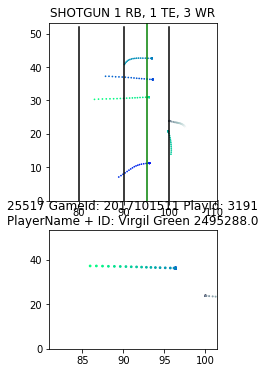 SHOTGUN 1 RB, 1 TE, 3 WR
50
40
30
20
10
0
80 90 100 110
25517 GameId: 2017101511 PlayId: 3191
PlayerName + ID: Virgil Green 2495288.0
40
20
0
85 90 95 100